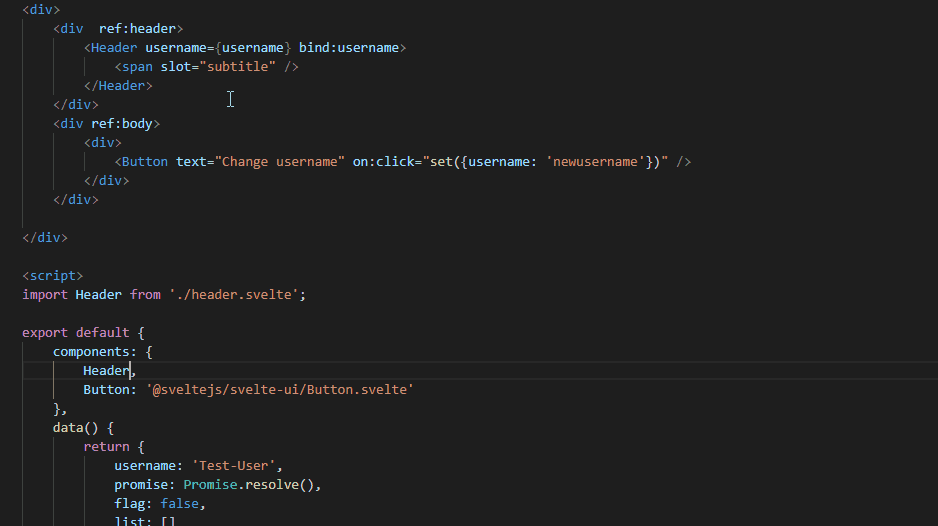 <div>
    <div  ref:header>
        <Header username={username} bind:username>
            <span slot="subtitle" />
        </Header>
    </div>
    <div ref:body>
        <div>
            <Button text="Change username" on:click="set({username: 'newusername'})" />
        </div>
    </div>

</div>

<script>
import Header from './header.svelte';

export default {
    components: {
        Header,
        Button: '@sveltejs/svelte-ui/Button.svelte'
    },
    data() {
        return {
            username: 'Test-User',
            promise: Promise.resolve(),
            flag: false,
            list: []